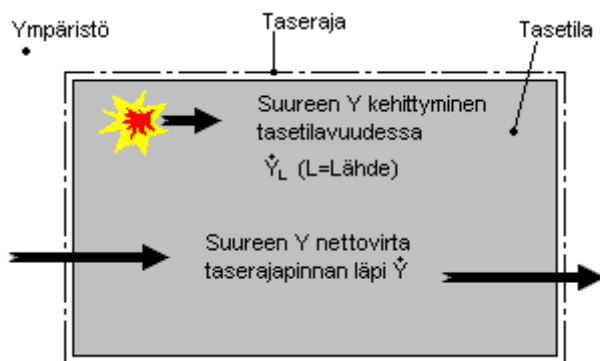 Ympäristö
Taseraja
Tasetila
Suureen Y kehittyminen
tasetilavuudessa
Ẏ_L (L=Lähde)
Suureen Y nettovirta
taserajapinnan läpi Ẏ